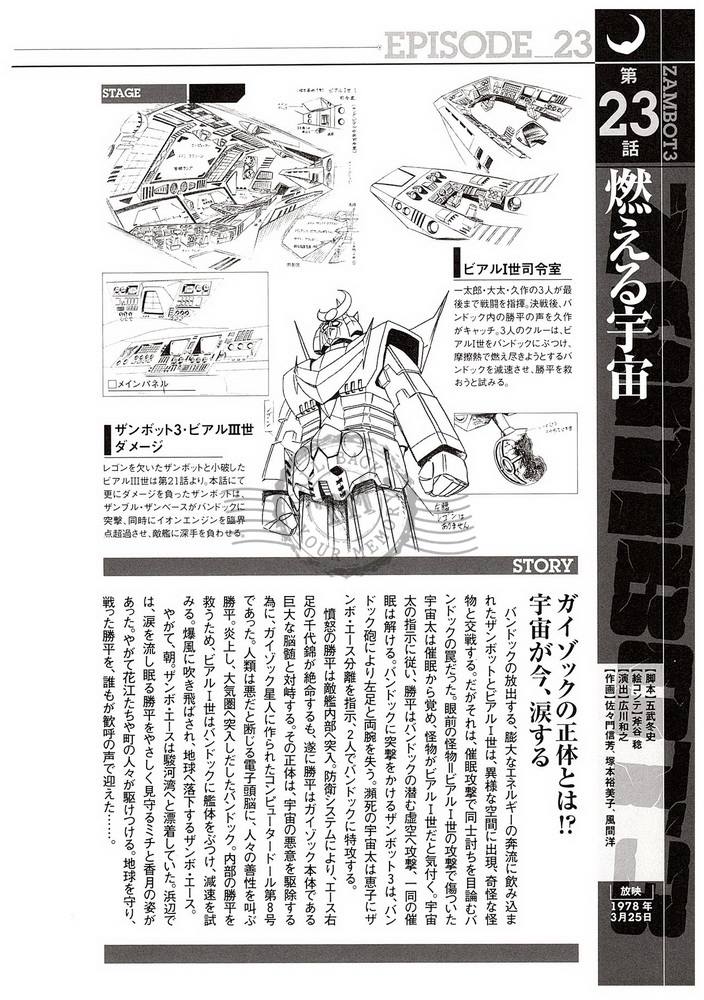 EPISODE_23
ZAMBOT3
第
23
話
燃える宇宙
【脚本】五武冬史
【絵コンテ】斧谷 稔
【演出】広川和之
【作画】佐々門信芳、塚本裕美子、風間洋
放映
1978年
3月25日
STAGE
ビアルⅠ世司令室
一太郎・大太・久作の3人が最
後まで戦闘を指揮。決戦後、バ
ンドック内の勝平の声を久作
がキャッチ。3人のクルーは、ビ
アルⅠ世をバンドックにぶつけ、
摩擦熱で燃え尽きようとするバ
ンドックを減速させ、勝平を救
おうと試みる。
□メインパネル
ザンボット3・ビアルⅢ世
ダメージ
レゴンを欠いたザンボットと小破した
ビアルⅢ世は第21話より。本話にて
更にダメージを負ったザンボットは、
ザンブル・ザンベースがバンドックに
突撃、同時にイオンエンジンを臨界
点超過させ、敵艦に深手を負わせる。
左腰
レゴンは
ありません
STORY
ガイゾックの正体とは!?
宇宙が今、涙する
バンドックの放出する、膨大なエネルギーの奔流に飲み込ま
れたザンボットとビアルⅠ世は、異様な空間に出現、奇怪な怪
物と交戦する。だがそれは、催眠攻撃で同士討ちを目論むバ
ンドックの罠だった。眼前の怪物=ビアルⅠ世の攻撃で傷ついた
宇宙太は催眠から覚め、怪物がビアルⅠ世だと気付く。宇宙
太の指示に従い、勝平はバンドックの潜む虚空へ攻撃、一同の催
眠は解ける。バンドックに突撃をかけるザンボット3は、バン
ドック砲により左足と両腕を失う。瀕死の宇宙太は恵子にザ
ンボ・エース分離を指示、2人でバンドックに特攻する。
憤怒の勝平は敵艦内部へ突入。防衛システムにより、エース右
足の千代錦が絶命するも、遂に勝平はガイゾック本体である
巨大な脳髄と対峙する。その正体は、宇宙の悪意を駆除する
為に、ガイゾック星人に作られたコンピュータードール第8号
であった。人類は悪だと断じる電子頭脳に、人々の善性を叫ぶ
勝平。炎上し、大気圏へ突入しだしたバンドック。内部の勝平を
救うため、ビアルⅠ世はバンドックに艦体をぶつけ、減速を試
みる。爆風に吹き飛ばされ、地球へ落下するザンボ・エース。
やがて、朝。ザンボ・エースは駿河湾へと漂着していた。浜辺で
は、涙を流し眠る勝平をやさしく見守るミチと香月の姿が
あった。やがて花江たちや町の人々が駆けつける。地球を守り、
戦った勝平を、誰もが歓呼の声で迎えた……。